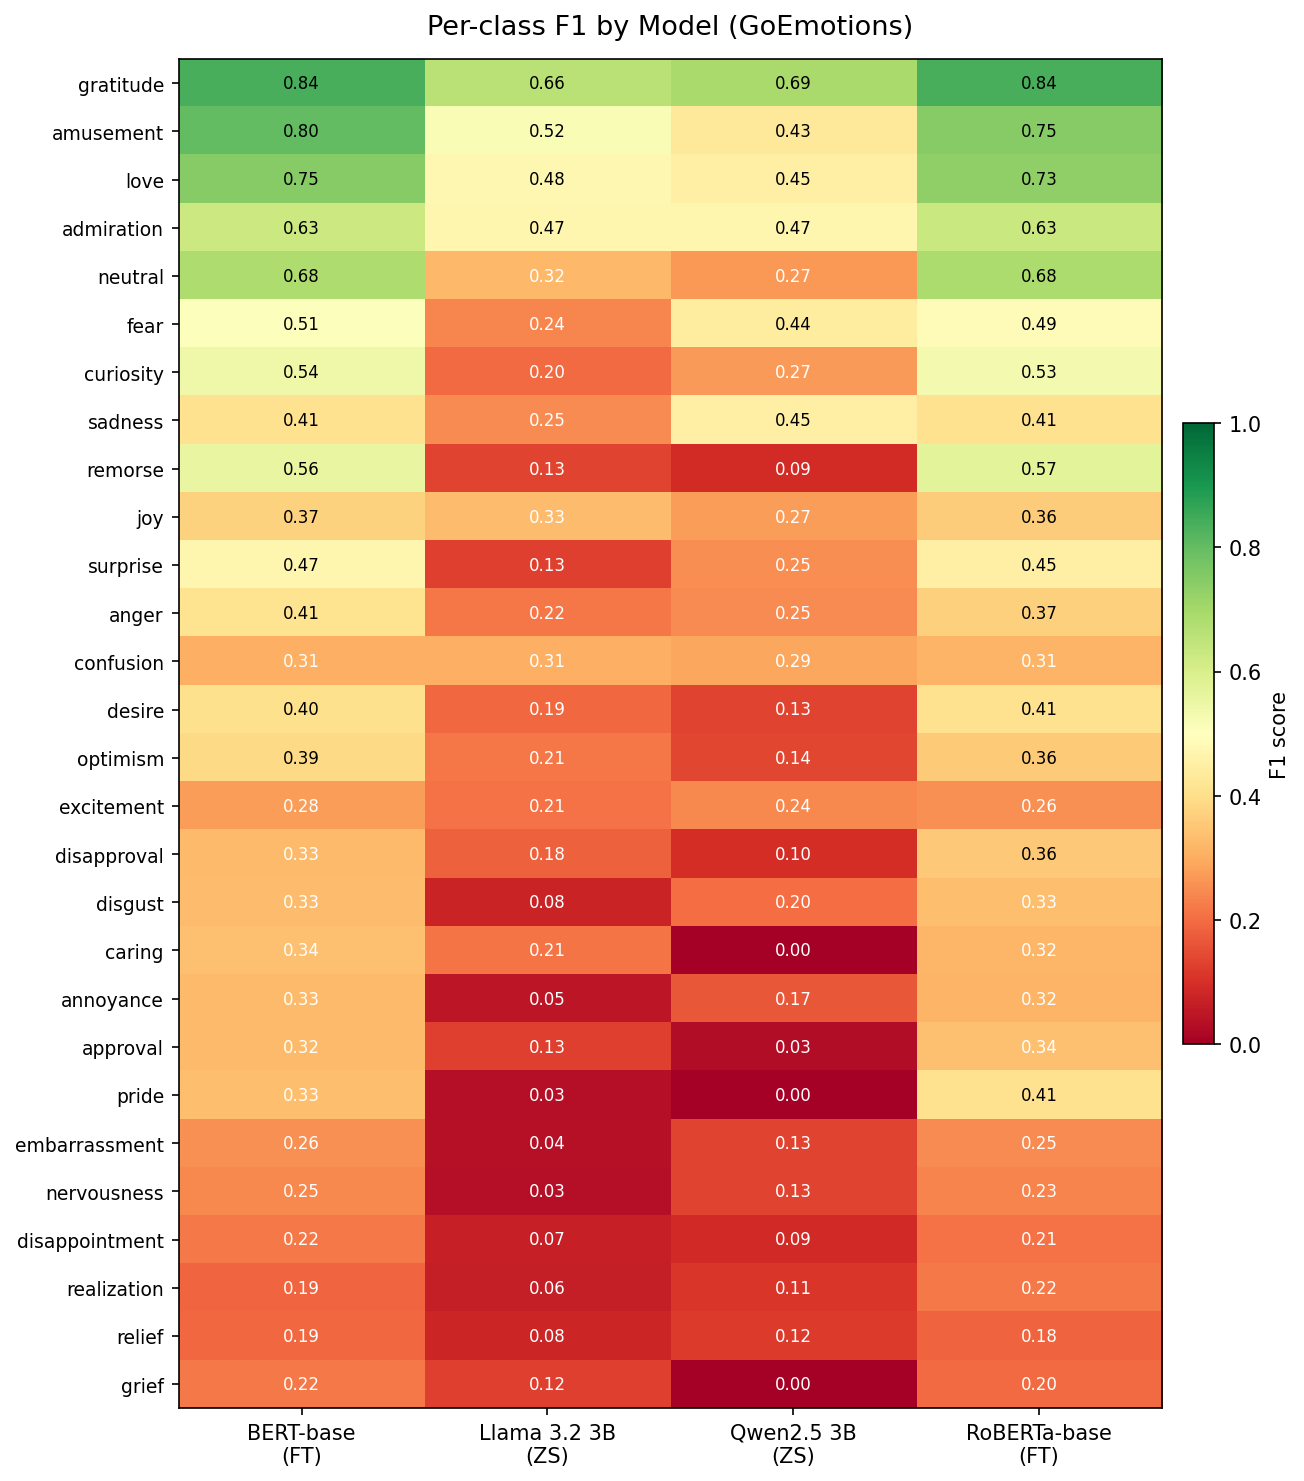 Per-class F1 by Model (GoEmotions)
gratitude 0.84 0.66 0.69 0.84
amusement 0.80 0.52 0.43 0.75
love 0.75 0.48 0.45 0.73
admiration 0.63 0.47 0.47 0.63
neutral 0.68 0.32 0.27 0.68
fear 0.51 0.24 0.44 0.49
curiosity 0.54 0.20 0.27 0.53
sadness 0.41 0.25 0.45 0.41
remorse 0.56 0.13 0.09 0.57
joy 0.37 0.33 0.27 0.36
surprise 0.47 0.13 0.25 0.45
anger 0.41 0.22 0.25 0.37
confusion 0.31 0.31 0.29 0.31
desire 0.40 0.19 0.13 0.41
optimism 0.39 0.21 0.14 0.36
excitement 0.28 0.21 0.24 0.26
disapproval 0.33 0.18 0.10 0.36
disgust 0.33 0.08 0.20 0.33
caring 0.34 0.21 0.00 0.32
annoyance 0.33 0.05 0.17 0.32
approval 0.32 0.13 0.03 0.34
pride 0.33 0.03 0.00 0.41
embarrassment 0.26 0.04 0.13 0.25
nervousness 0.25 0.03 0.13 0.23
disappointment 0.22 0.07 0.09 0.21
realization 0.19 0.06 0.11 0.22
relief 0.19 0.08 0.12 0.18
grief 0.22 0.12 0.00 0.20
BERT-base Llama 3.2 3B Qwen2.5 3B RoBERTa-base
(FT) (ZS) (ZS) (FT)
1.0
0.8
0.6
0.4
0.2
0.0
F1 score